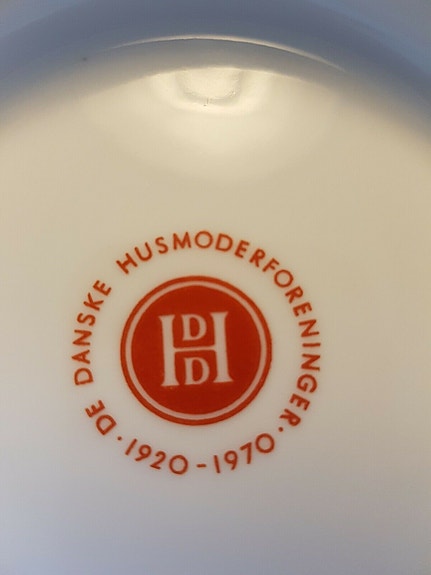 DE DANSKE HUSMODERFORENINGER · 1920-1970 ·
D
H
D